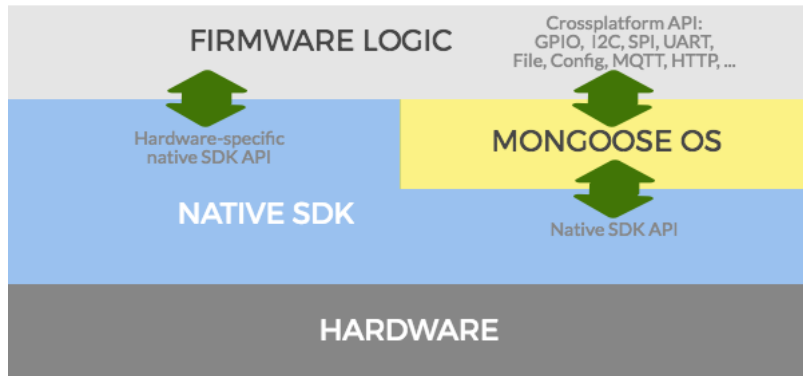 FIRMWARE LOGIC
Crossplatform API:
GPIO, I2C, SPI, UART,
File, Config, MQTT, HTTP, ...
Hardware-specific
native SDK API
MONGOOSE OS
NATIVE SDK
Native SDK API
HARDWARE